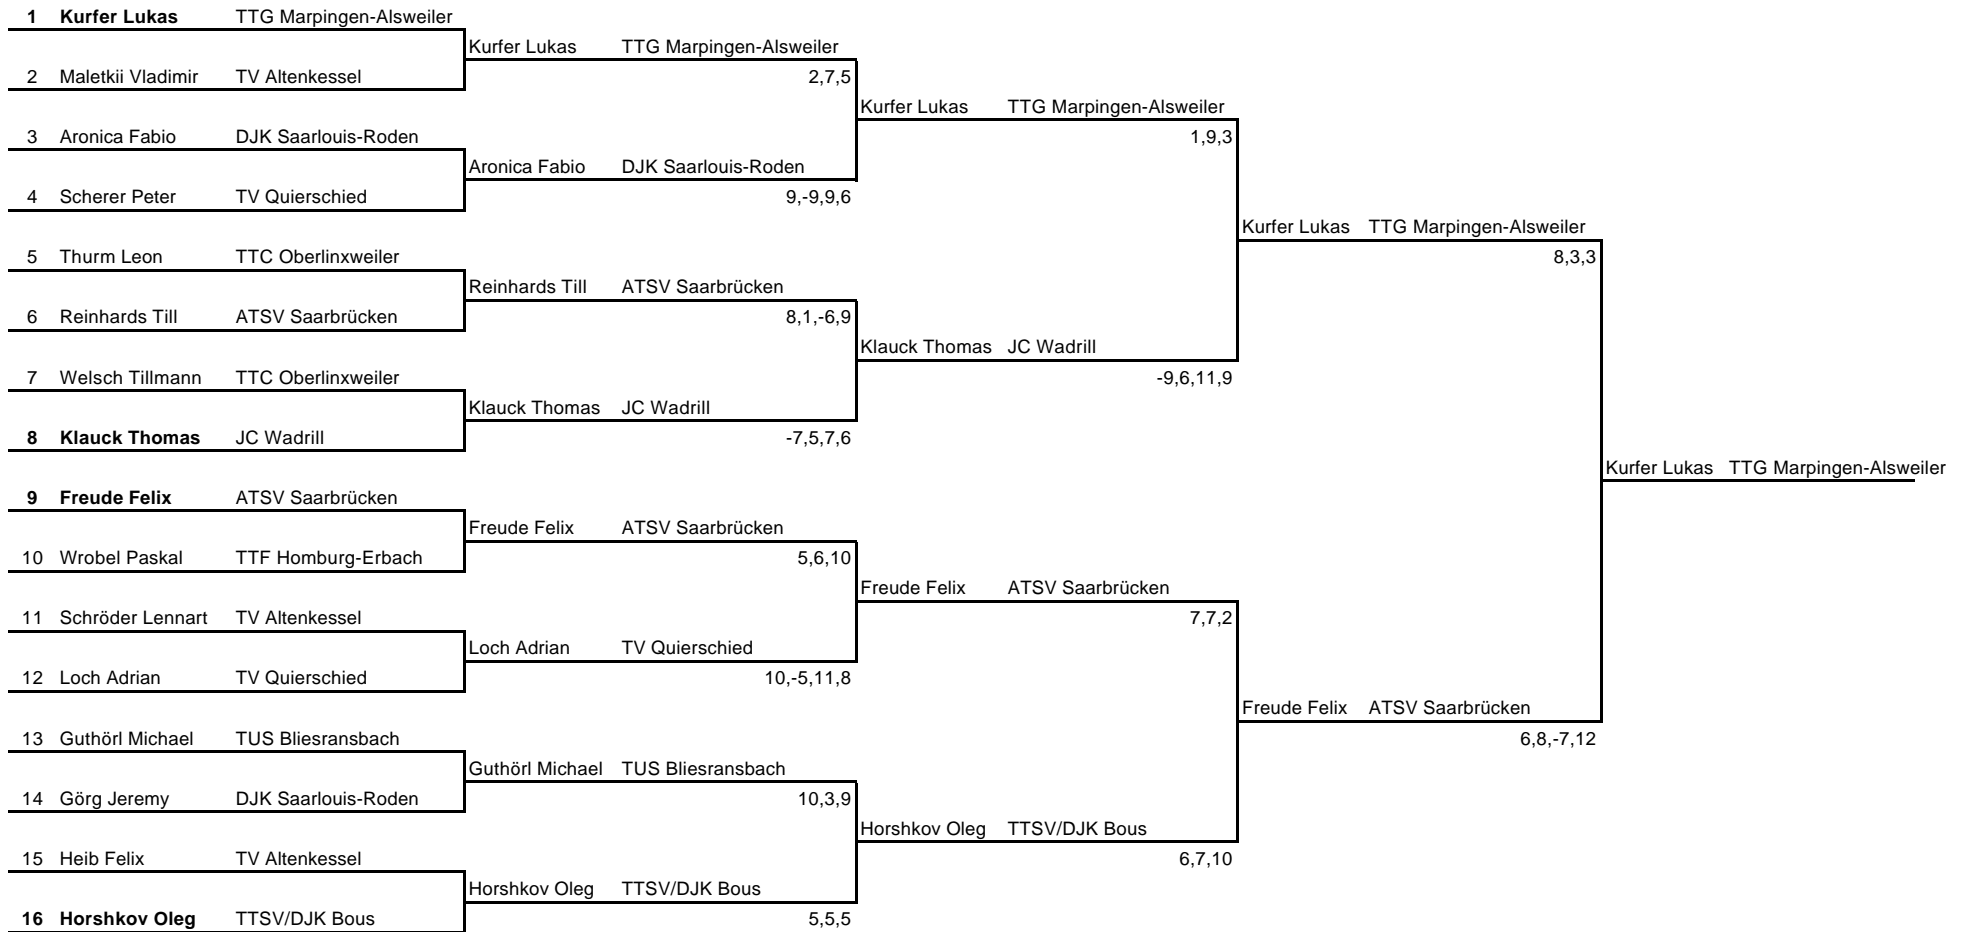 1 Kurfer Lukas TTG Marpingen-Alsweiler
Kurfer Lukas TTG Marpingen-Alsweiler
2 Maletkii Vladimir TV Altenkessel 2,7,5
Kurfer Lukas TTG Marpingen-Alsweiler
3 Aronica Fabio DJK Saarlouis-Roden 1,9,3
Aronica Fabio DJK Saarlouis-Roden
4 Scherer Peter TV Quierschied 9,-9,9,6
Kurfer Lukas TTG Marpingen-Alsweiler
5 Thurm Leon TTC Oberlinxweiler 8,3,3
Reinhards Till ATSV Saarbrücken
6 Reinhards Till ATSV Saarbrücken 8,1,-6,9
Klauck Thomas JC Wadrill
7 Welsch Tillmann TTC Oberlinxweiler -9,6,11,9
Klauck Thomas JC Wadrill
8 Klauck Thomas JC Wadrill -7,5,7,6
Kurfer Lukas TTG Marpingen-Alsweiler
9 Freude Felix ATSV Saarbrücken
Freude Felix ATSV Saarbrücken
10 Wrobel Paskal TTF Homburg-Erbach 5,6,10
Freude Felix ATSV Saarbrücken
11 Schröder Lennart TV Altenkessel 7,7,2
Loch Adrian TV Quierschied
12 Loch Adrian TV Quierschied 10,-5,11,8
Freude Felix ATSV Saarbrücken
13 Guthörl Michael TUS Bliesransbach 6,8,-7,12
Guthörl Michael TUS Bliesransbach
14 Görg Jeremy DJK Saarlouis-Roden 10,3,9
Horshkov Oleg TTSV/DJK Bous
15 Heib Felix TV Altenkessel 6,7,10
Horshkov Oleg TTSV/DJK Bous
16 Horshkov Oleg TTSV/DJK Bous 5,5,5